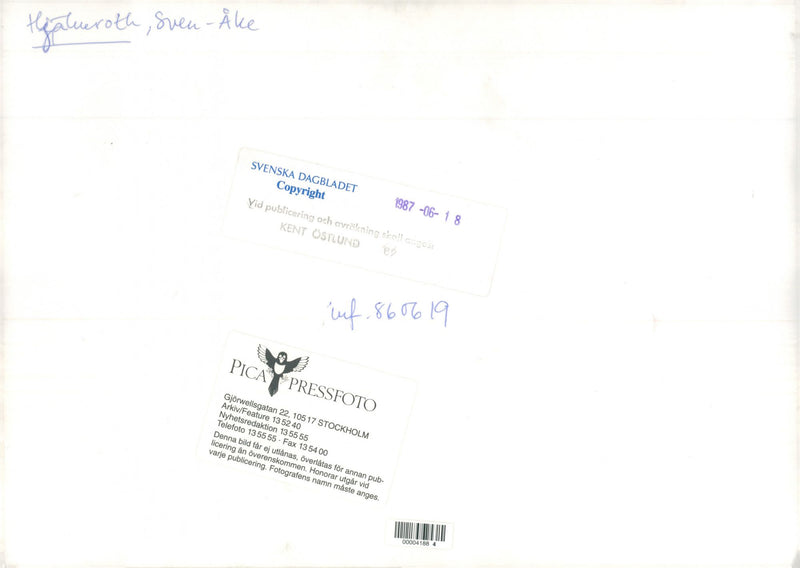 Hjälmroth, Sven-Åke
SVENSKA DAGBLADET
Copyright
1987 -06- 1 8
Vid publicering och avräkning skall anges
KENT ÖSTLUND
inf. 860619
PICA PRESSFOTO
Gjörwellsgatan 22, 105 17 STOCKHOLM
Arkiv/Feature 13 52 40
Nyhetsredaktion 13 55 55
Telefoto 13 55 55 · Fax 13 54 00
Denna bild får ej utlånas, överlåtas för annan pub-
licering än överenskommen. Honorar utgår vid
varje publicering. Fotografens namn måste anges.
00004186 4